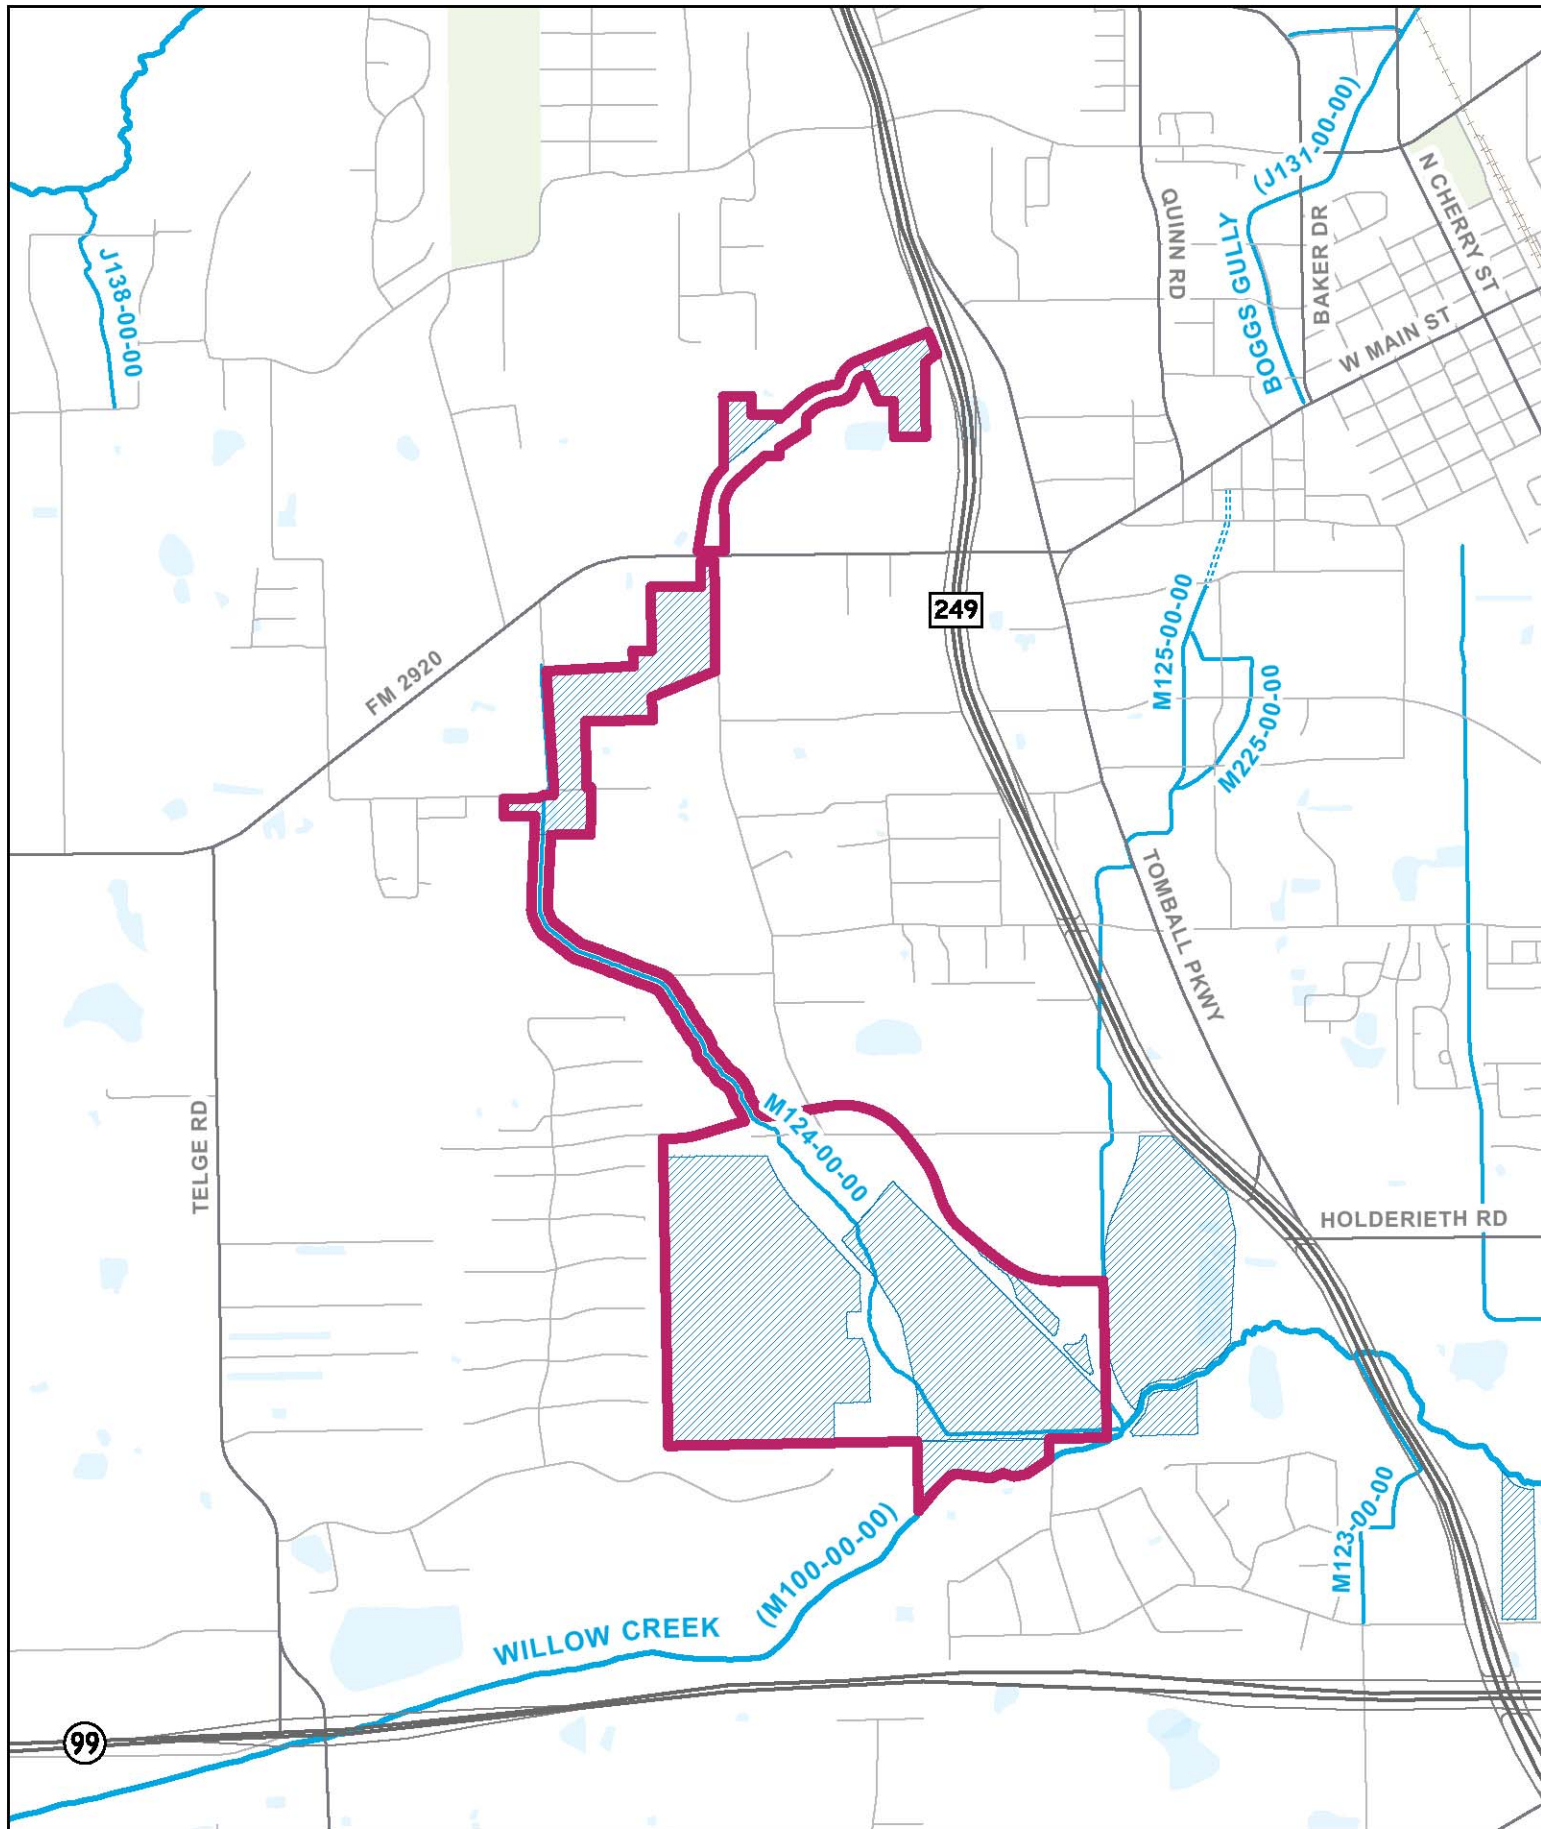 (J131-00-00)
N CHERRY ST
QUINN RD
BOGGS GULLY
BAKER DR
J138-00-00
W MAIN ST
249
M125-00-00
FM 2920
M225-00-00
TOMBALL PKWY
TELGE RD
M124-00-00
HOLDERIETH RD
M123-00-00
(M100-00-00)
WILLOW CREEK
99